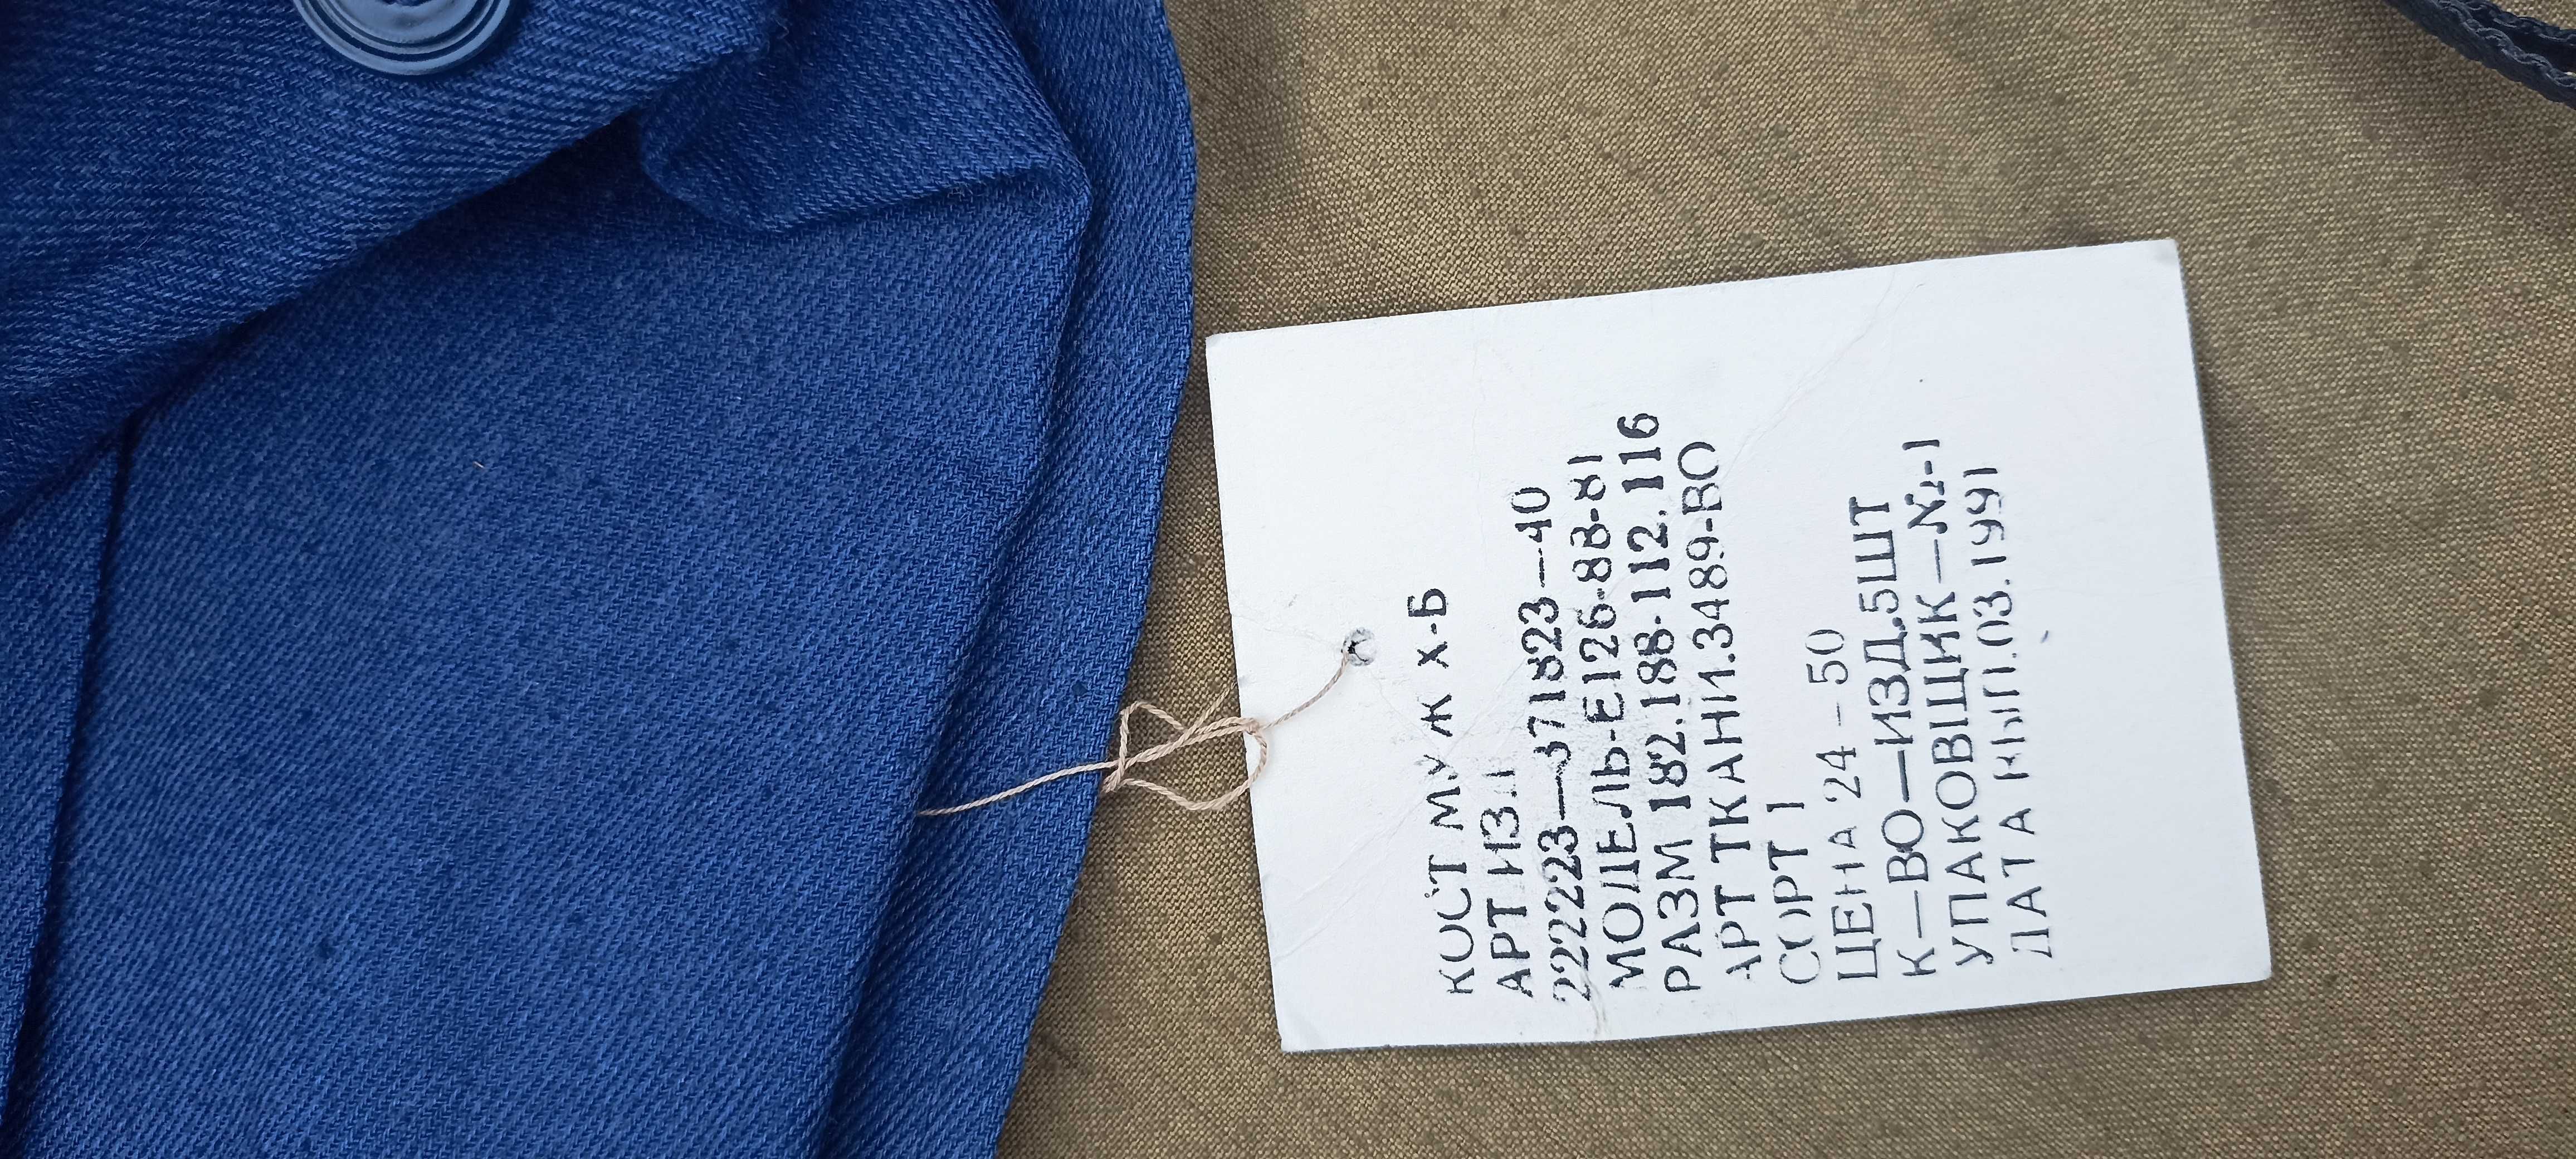 КОСТ МУЖ Х-Б
АРТ ИЗД
222223—371823—40
МОДЕЛЬ-Е126-88-81
РАЗМ 182.188-112.116
АРТ ТКАНИ.3489-ВО
СОРТ 1
ЦЕНА 24-50
К—ВО—ИЗД.5ШТ
УПАКОВЩИК—№-1
ДАТА ВЫП.03.1991